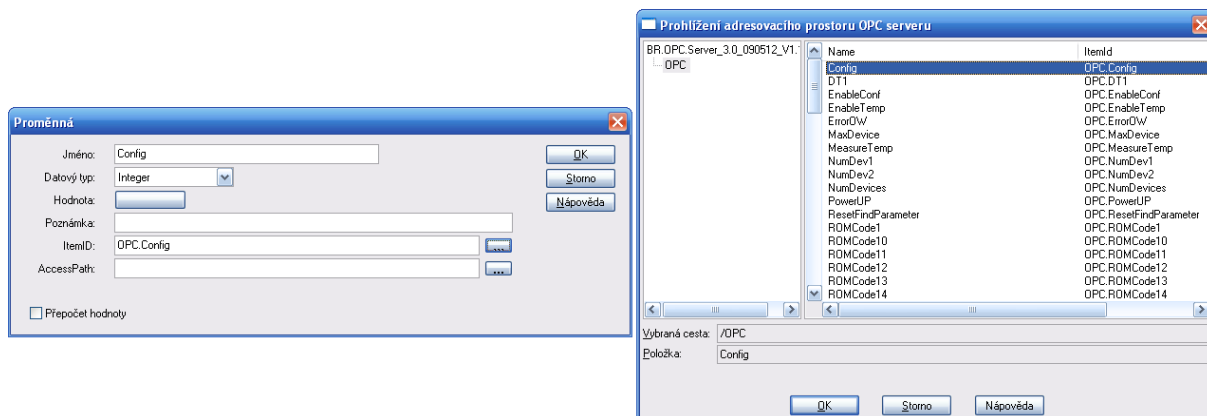 Proměnná
Jméno: Config
OK
Datový typ: Integer
Storno
Hodnota:
Nápověda
Poznámka:
ItemID: OPC.Config ...
AccessPath: ...
Přepočet hodnoty
Prohlížení adresovacího prostoru OPC serveru
BR.OPC.Server_3.0_090512_V1.
OPC
Name ItemId
Config OPC.Config
DT1 OPC.DT1
EnableConf OPC.EnableConf
EnableTemp OPC.EnableTemp
ErrorOW OPC.ErrorOW
MaxDevice OPC.MaxDevice
MeasureTemp OPC.MeasureTemp
NumDev1 OPC.NumDev1
NumDev2 OPC.NumDev2
NumDevices OPC.NumDevices
PowerUP OPC.PowerUP
ResetFindParameter OPC.ResetFindParameter
ROMCode1 OPC.ROMCode1
ROMCode10 OPC.ROMCode10
ROMCode11 OPC.ROMCode11
ROMCode12 OPC.ROMCode12
ROMCode13 OPC.ROMCode13
ROMCode14 OPC.ROMCode14
Vybraná cesta: /OPC
Položka: Config
OK Storno Nápověda